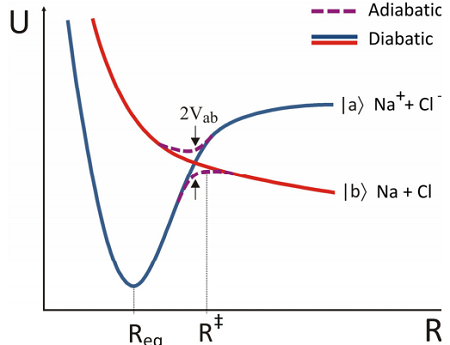 U
Adiabatic
Diabatic
2Vab
|a⟩ Na⁺+ Cl⁻
|b⟩ Na + Cl
Req
R‡
R